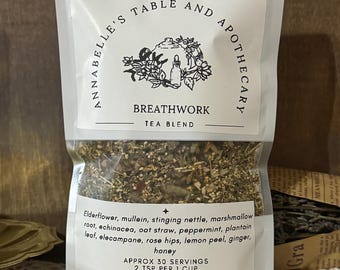 ANNABELLE'S TABLE AND APOTHECARY
BREATHWORK
TEA BLEND
Elderflower, mullein, stinging nettle, marshmallow
root, echinacea, oat straw, peppermint, plantain
leaf, elecampane, rose hips, lemon peel, ginger,
honey
APPROX 30 SERVINGS
2 TSP PER 1 CUP